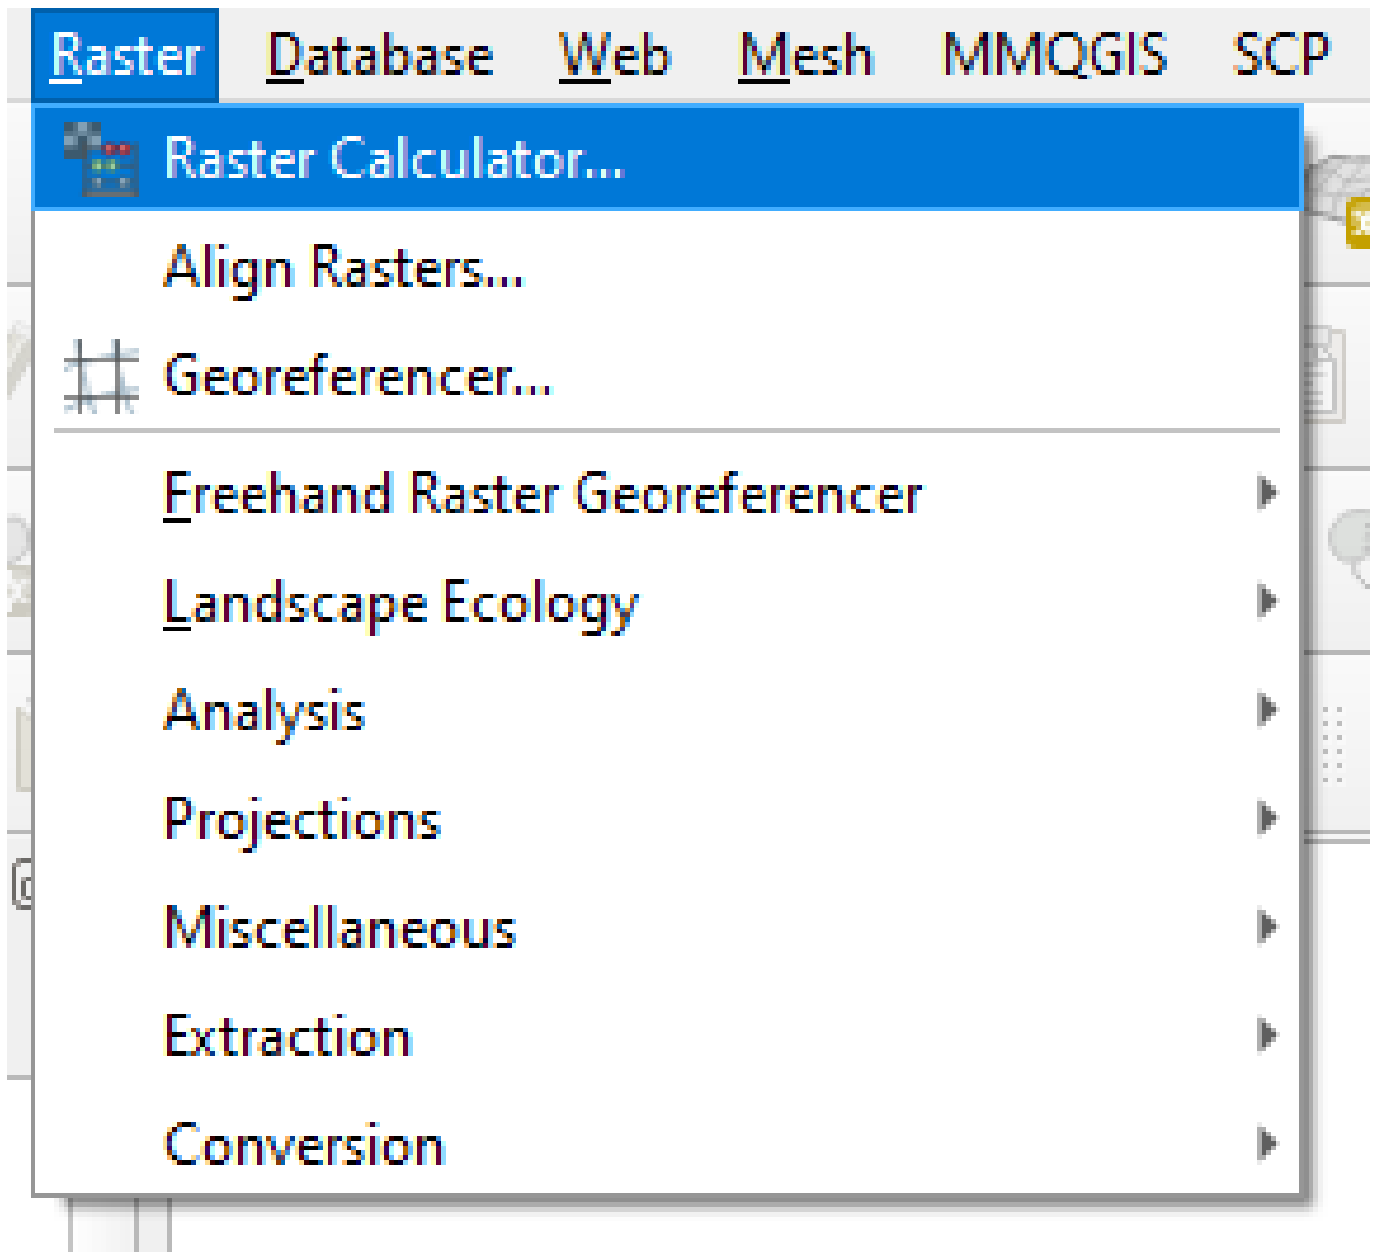 Raster Database Web Mesh MMQGIS SCP
Raster Calculator...
Align Rasters...
Georeferencer...
Freehand Raster Georeferencer
Landscape Ecology
Analysis
Projections
Miscellaneous
Extraction
Conversion